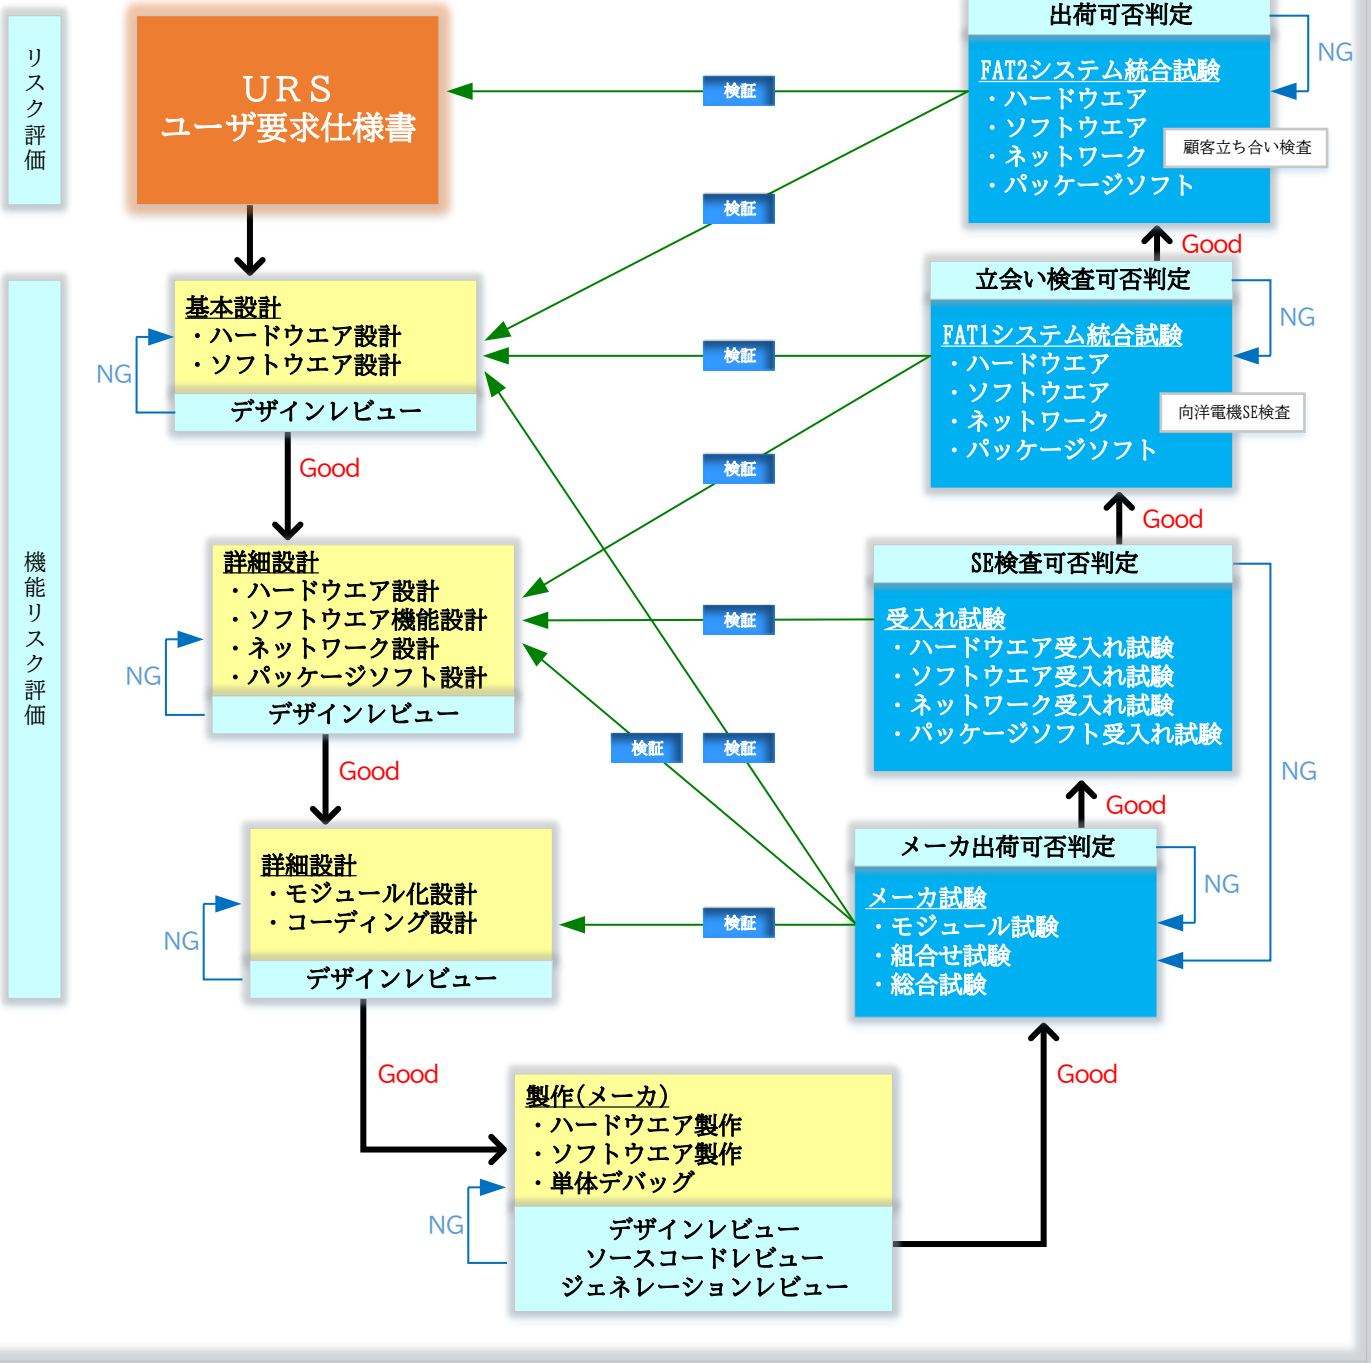 リスク評価
URS
ユーザ要求仕様書
検証
出荷可否判定
NG
FAT2システム統合試験
・ハードウエア
・ソフトウエア
・ネットワーク
・パッケージソフト
顧客立ち合い検査
検証
Good
機能リスク評価
基本設計
・ハードウエア設計
・ソフトウエア設計
デザインレビュー
NG
Good
検証
検証
立会い検査可否判定
NG
FAT1システム統合試験
・ハードウエア
・ソフトウエア
・ネットワーク
・パッケージソフト
向洋電機SE検査
Good
詳細設計
・ハードウエア設計
・ソフトウエア機能設計
・ネットワーク設計
・パッケージソフト設計
デザインレビュー
NG
Good
検証
検証
検証
SE検査可否判定
受入れ試験
・ハードウエア受入れ試験
・ソフトウエア受入れ試験
・ネットワーク受入れ試験
・パッケージソフト受入れ試験
NG
Good
詳細設計
・モジュール化設計
・コーディング設計
デザインレビュー
NG
Good
検証
メーカ出荷可否判定
メーカ試験
・モジュール試験
・組合せ試験
・総合試験
NG
Good
製作(メーカ)
・ハードウエア製作
・ソフトウエア製作
・単体デバッグ
デザインレビュー
ソースコードレビュー
ジェネレーションレビュー
NG